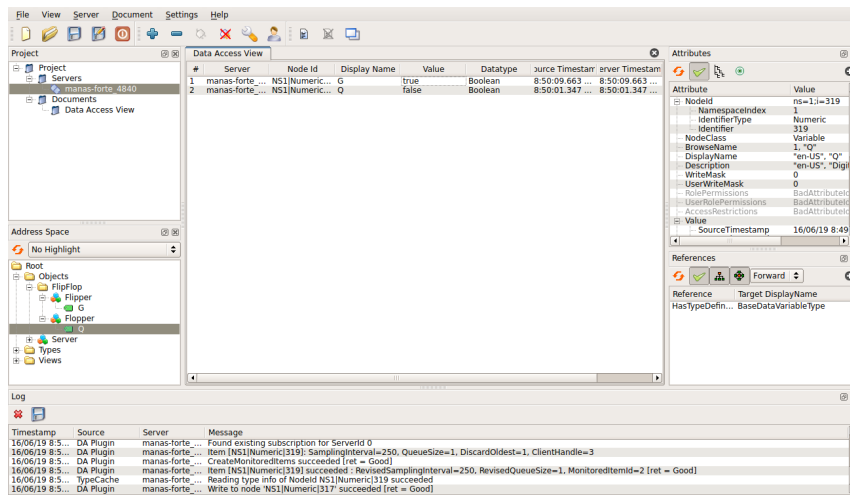 File View Server Document Settings Help
Project
Project
Servers
manas-forte_4840
Documents
Data Access View
Address Space
No Highlight
Root
Objects
FlipFlop
Flipper
G
Flopper
Q
Server
Types
Views
Data Access View
# Server Node Id Display Name Value Datatype ource Timestam erver Timestam
1 manas-forte_... NS1|Numeric... G true Boolean 8:50:09.663 ... 8:50:09.663 ...
2 manas-forte_... NS1|Numeric... Q false Boolean 8:50:01.347 ... 8:50:01.347 ...
Attributes
Attribute Value
NodeId ns=1;i=319
NamespaceIndex 1
IdentifierType Numeric
Identifier 319
NodeClass Variable
BrowseName 1, "Q"
DisplayName "en-US", "Q"
Description "en-US", "Digit
WriteMask 0
UserWriteMask 0
RolePermissions BadAttributeId
UserRolePermissions BadAttributeId
AccessRestrictions BadAttributeId
Value
SourceTimestamp 16/06/19 8:49
References
Forward
Reference Target DisplayName
HasTypeDefin... BaseDataVariableType
Log
Timestamp Source Server Message
16/06/19 8:5... DA Plugin manas-forte_... Found existing subscription for ServerId 0
16/06/19 8:5... DA Plugin manas-forte_... Item [NS1|Numeric|319]: SamplingInterval=250, QueueSize=1, DiscardOldest=1, ClientHandle=3
16/06/19 8:5... DA Plugin manas-forte_... CreateMonitoredItems succeeded [ret = Good]
16/06/19 8:5... DA Plugin manas-forte_... Item [NS1|Numeric|319] succeeded : RevisedSamplingInterval=250, RevisedQueueSize=1, MonitoredItemId=2 [ret = Good]
16/06/19 8:5... TypeCache manas-forte_... Reading type info of NodeId NS1|Numeric|319 succeeded
16/06/19 8:5... DA Plugin manas-forte_... Write to node 'NS1|Numeric|317' succeeded [ret = Good]